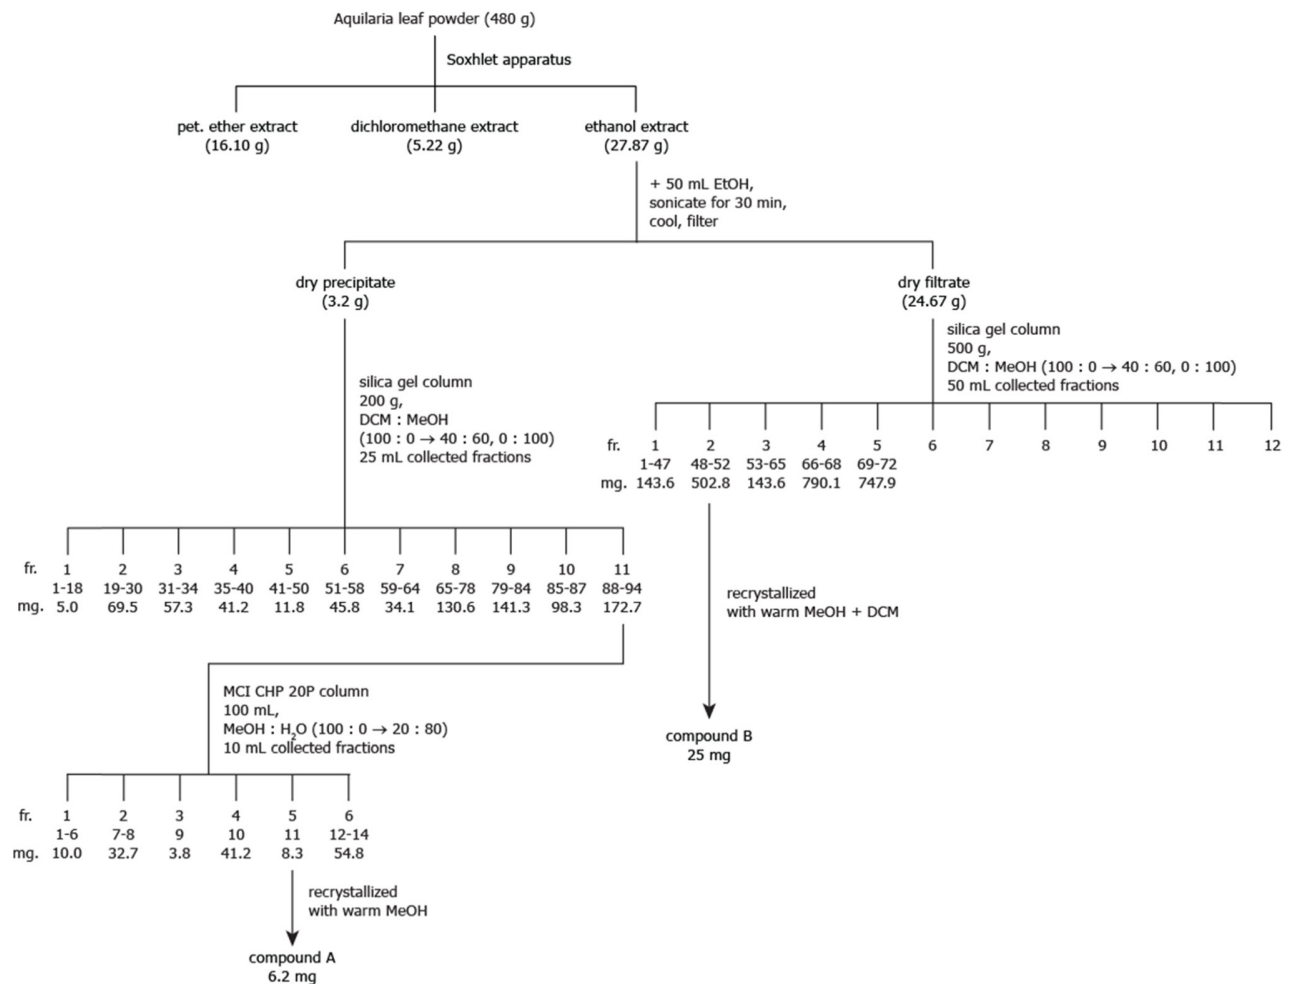 Aquilaria leaf powder (480 g)
Soxhlet apparatus
pet. ether extract
(16.10 g)
dichloromethane extract
(5.22 g)
ethanol extract
(27.87 g)
+ 50 mL EtOH,
sonicate for 30 min,
cool, filter
dry precipitate
(3.2 g)
dry filtrate
(24.67 g)
silica gel column
200 g,
DCM : MeOH
(100 : 0 → 40 : 60, 0 : 100)
25 mL collected fractions
silica gel column
500 g,
DCM : MeOH (100 : 0 → 40 : 60, 0 : 100)
50 mL collected fractions
fr. 1 2 3 4 5 6 7 8 9 10 11 12
1-47 48-52 53-65 66-68 69-72
mg. 143.6 502.8 143.6 790.1 747.9
fr. 1 2 3 4 5 6 7 8 9 10 11
1-18 19-30 31-34 35-40 41-50 51-58 59-64 65-78 79-84 85-87 88-94
mg. 5.0 69.5 57.3 41.2 11.8 45.8 34.1 130.6 141.3 98.3 172.7
recrystallized
with warm MeOH + DCM
compound B
25 mg
MCI CHP 20P column
100 mL,
MeOH : H₂O (100 : 0 → 20 : 80)
10 mL collected fractions
fr. 1 2 3 4 5 6
1-6 7-8 9 10 11 12-14
mg. 10.0 32.7 3.8 41.2 8.3 54.8
recrystallized
with warm MeOH
compound A
6.2 mg